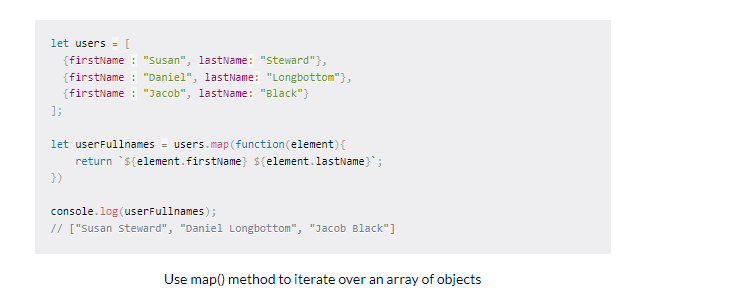 let users = [
  {firstName : "Susan", lastName: "Steward"},
  {firstName : "Daniel", lastName: "Longbottom"},
  {firstName : "Jacob", lastName: "Black"}
];
let userFullnames = users.map(function(element){
    return `${element.firstName} ${element.lastName}`;
})
console.log(userFullnames);
// ["Susan Steward", "Daniel Longbottom", "Jacob Black"]
Use map() method to iterate over an array of objects